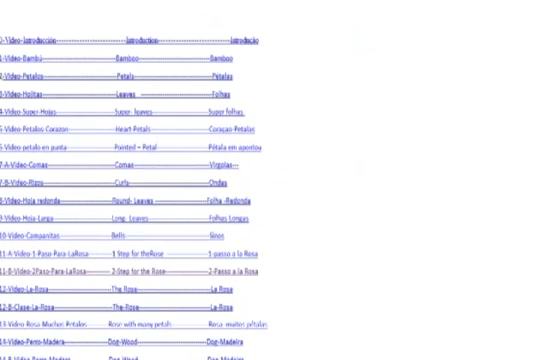 0-Video-Introducción-----------------------------Introduction------------------------------Introdução
1-Video-Bambú-----------------------------Bamboo-----------------------------Bamboo
2-Video-Petalos-----------------------------Petals-----------------------------Pétalas
3-Video-Hojitas-----------------------------Leaves -----------------------------Folhas
4-Video-Super-Hojas-----------------------Super- leaves-----------------------Super folhas
5-Video-Petalos Corazon-------------------Heart-Petals-----------------------Coraçao-Petalas
6-Video petalo en punta--------------------Pointed – Petal--------------------Pétala em apontou
7-A-Video-Comas---------------------------Comas---------------------------Virgolas---
7-B-Video-Rizos-----------------------------Curls-----------------------------Ondas
8-Video-Hoja redonda----------------------Round- Leaves ------------------Folha -Redonda
9-Video-Hoja-Larga------------------------Long- Leaves---------------------Folhas Longas
10-Video-Campanitas----------------------Bells-----------------------------Sinos
11-A-Video-1-Paso-Para-LaRosa---------1 Step for theRose ---------------1-passo a la Rosa
11-B-Video-2Paso-Para-LaRosa--------- 2-Step for the Rose---------------2-Passo a la Rosa
12-Video-La-Rosa-------------------------The Rose--------------------------La-Rosa
12-B-Clase-La-Rosa----------------------The-Rose--------------------------La-Rosa
13-Video-Rosa-Muchos Petalos --------Rose with many petals -------------Rosa- muitos pétalas
14-Video-Perro-Madera-------------------Dog-Wood------------------------Dog-Madeira